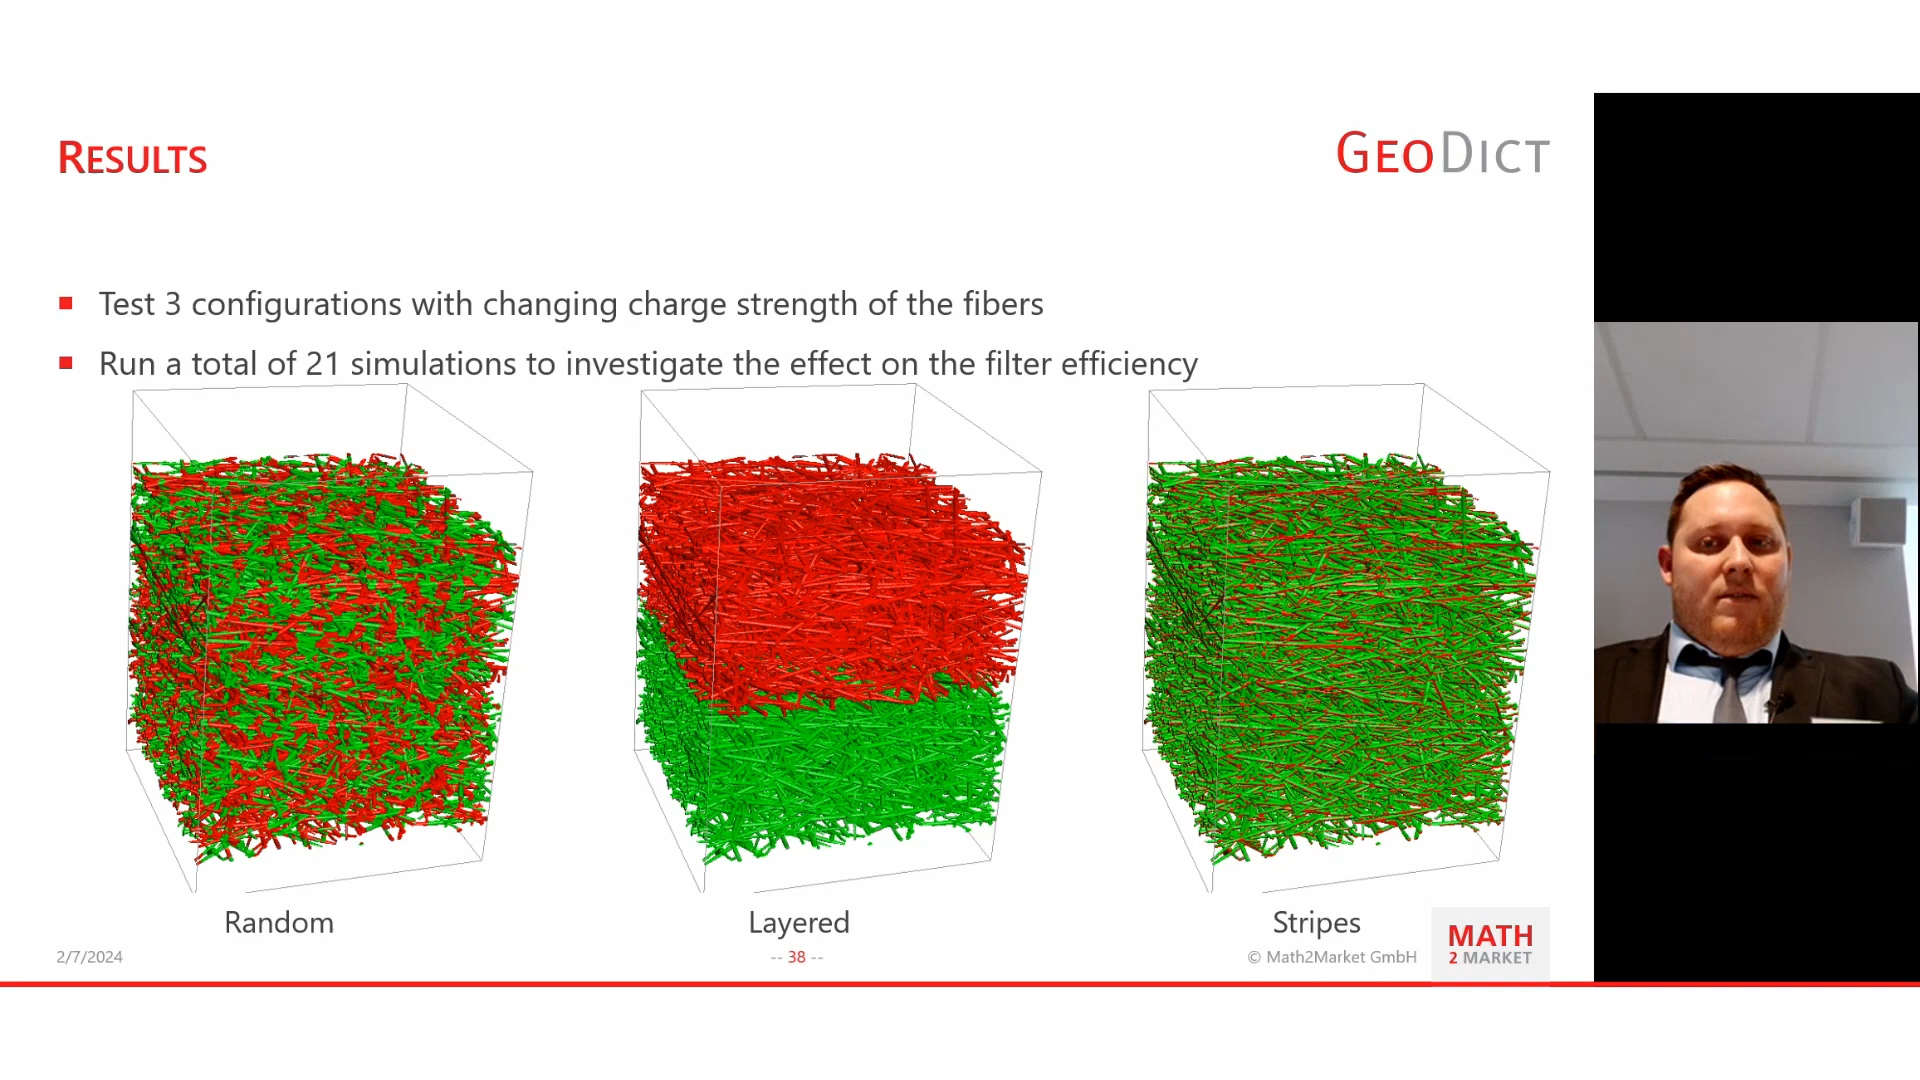 RESULTS
GEODICT
Test 3 configurations with changing charge strength of the fibers
Run a total of 21 simulations to investigate the effect on the filter efficiency
Random
Layered
Stripes
2/7/2024
-- 38 --
© Math2Market GmbH
MATH
2 MARKET